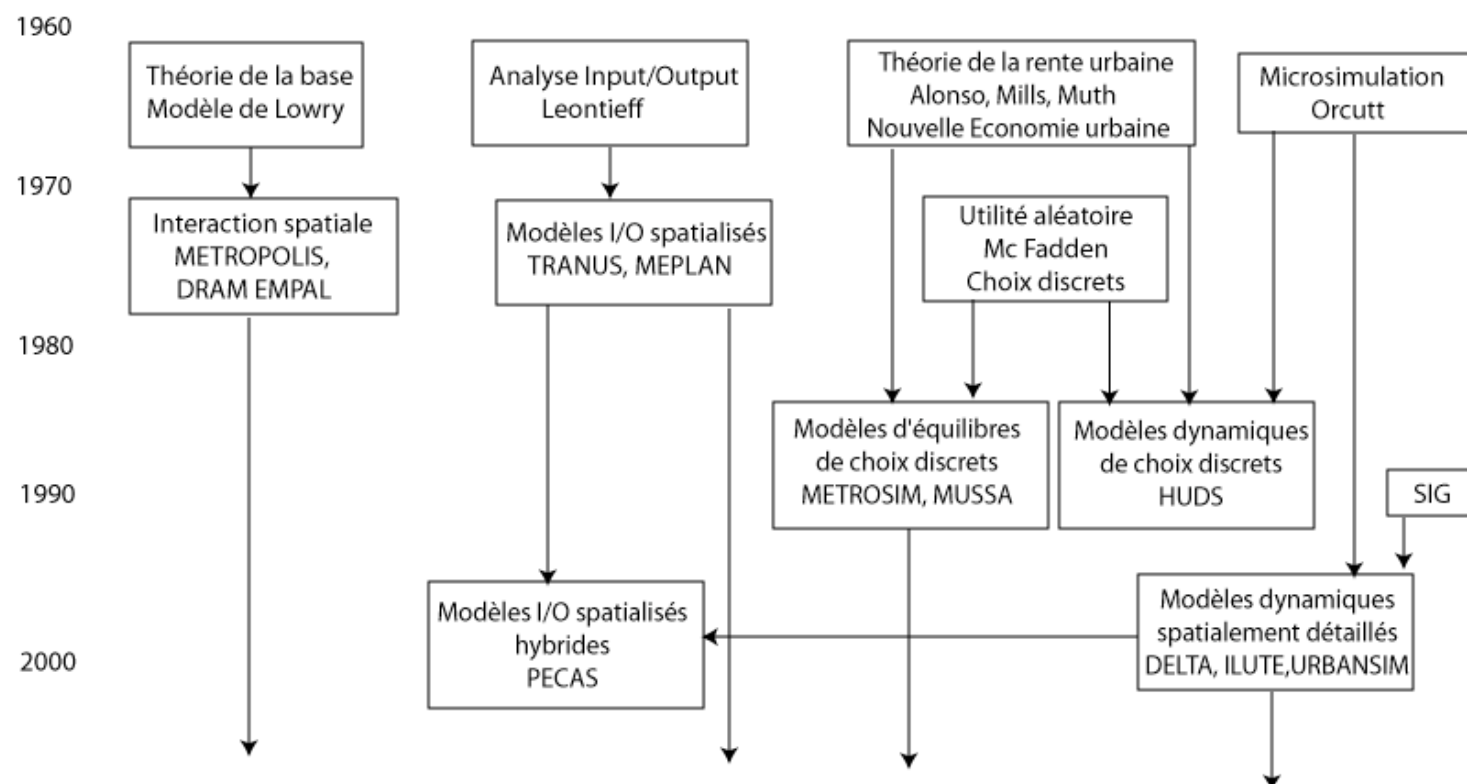 1960
Théorie de la base
Modèle de Lowry
Analyse Input/Output
Leontieff
Théorie de la rente urbaine
Alonso, Mills, Muth
Nouvelle Economie urbaine
Microsimulation
Orcutt
1970
Interaction spatiale
METROPOLIS,
DRAM EMPAL
Modèles I/O spatialisés
TRANUS, MEPLAN
Utilité aléatoire
Mc Fadden
Choix discrets
1980
Modèles d'équilibres
de choix discrets
METROSIM, MUSSA
Modèles dynamiques
de choix discrets
HUDS
1990
SIG
Modèles I/O spatialisés
hybrides
PECAS
Modèles dynamiques
spatialement détaillés
DELTA, ILUTE,URBANSIM
2000